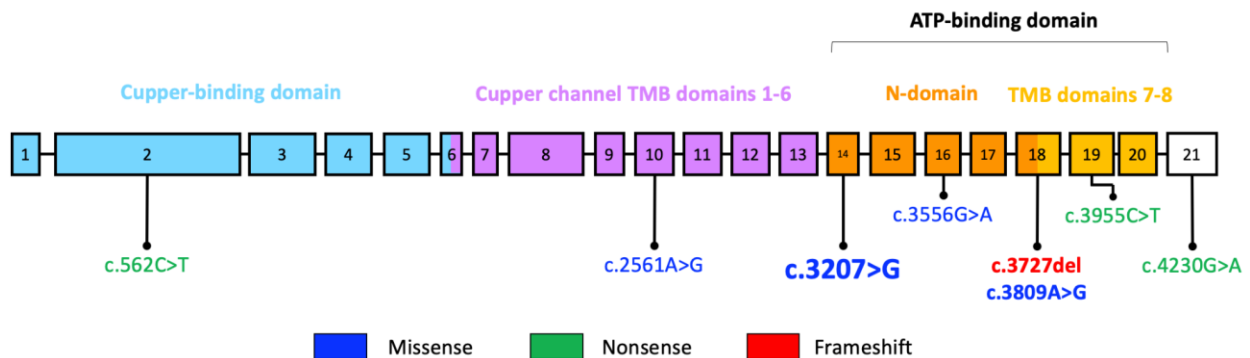 ATP-binding domain
Cupper-binding domain
Cupper channel TMB domains 1-6
N-domain
TMB domains 7-8
1 2 3 4 5 6 7 8 9 10 11 12 13 14 15 16 17 18 19 20 21
c.3556G>A
c.3955C>T
c.562C>T
c.2561A>G
c.3207>G
c.3727del
c.3809A>G
c.4230G>A
Missense
Nonsense
Frameshift